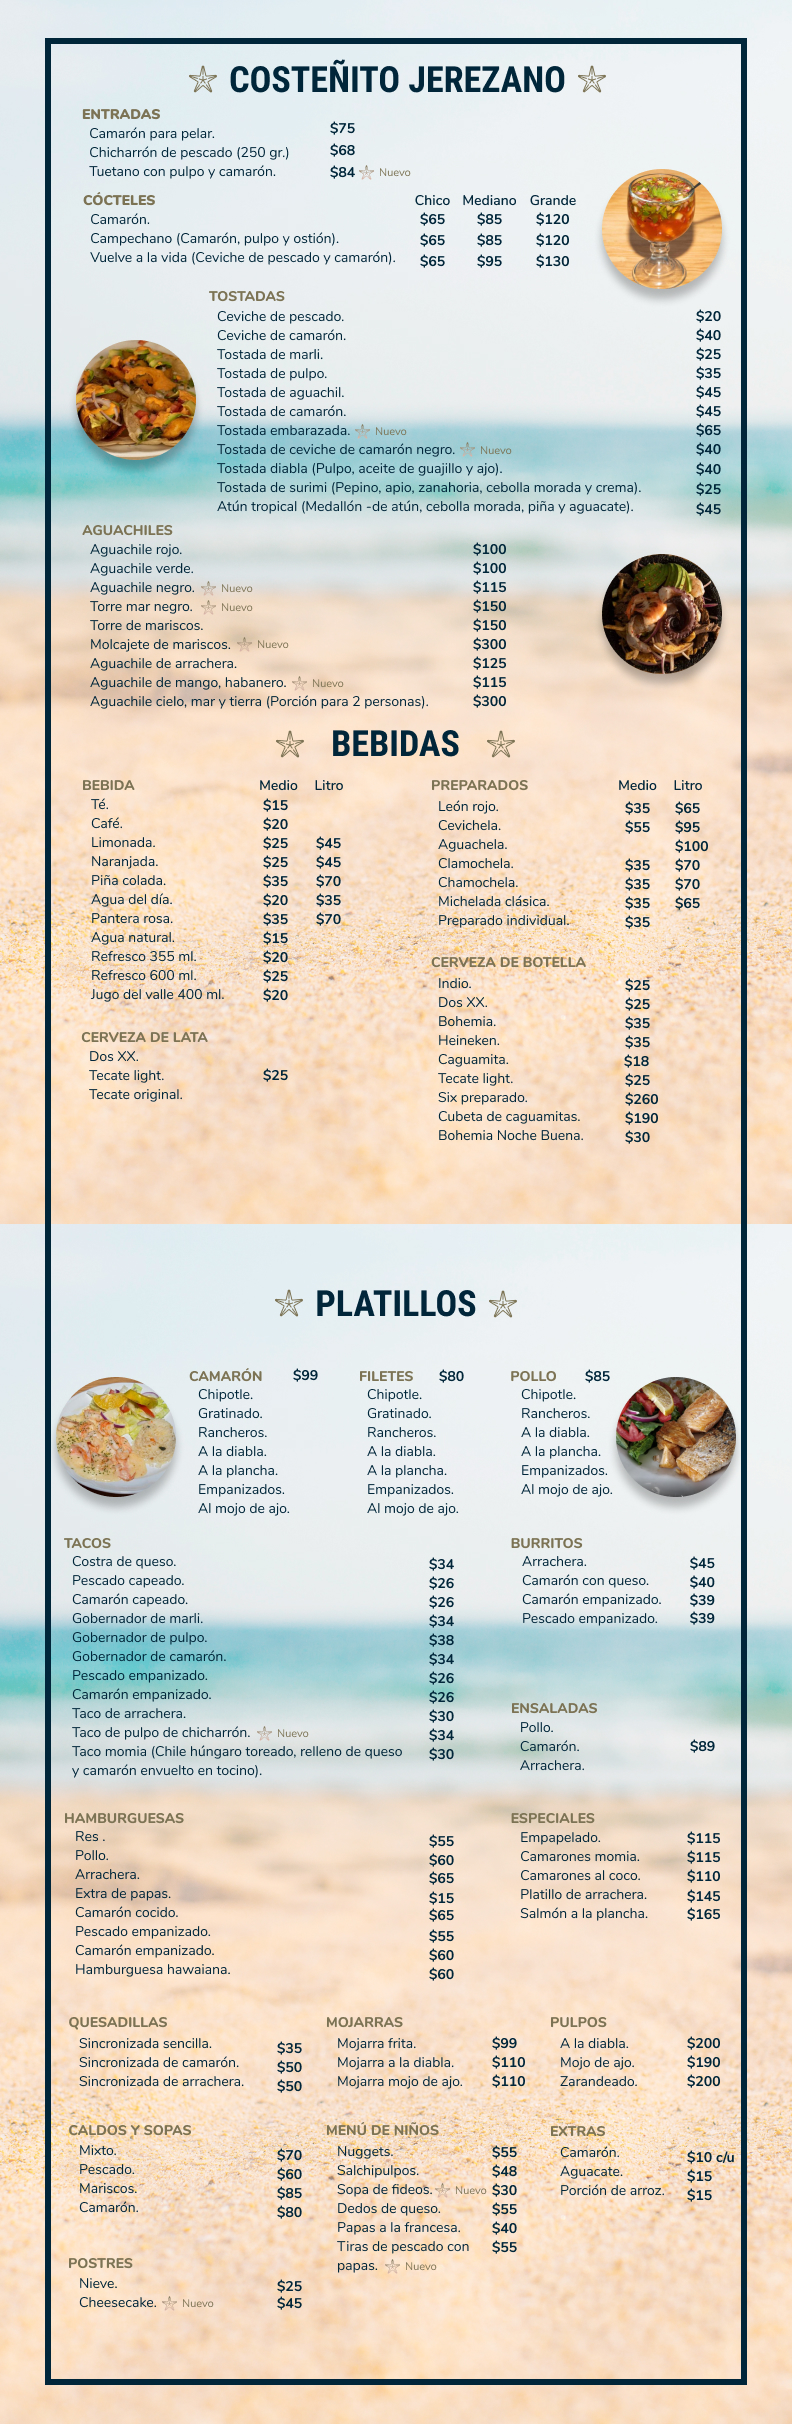 COSTEÑITO JEREZANO
ENTRADAS
Camarón para pelar. $75
Chicharrón de pescado (250 gr.) $68
Tuetano con pulpo y camarón. $84 Nuevo
CÓCTELES Chico Mediano Grande
Camarón. $65 $85 $120
Campechano (Camarón, pulpo y ostión). $65 $85 $120
Vuelve a la vida (Ceviche de pescado y camarón). $65 $95 $130
TOSTADAS
Ceviche de pescado. $20
Ceviche de camarón. $40
Tostada de marli. $25
Tostada de pulpo. $35
Tostada de aguachil. $45
Tostada de camarón. $45
Tostada embarazada. Nuevo $65
Tostada de ceviche de camarón negro. Nuevo $40
Tostada diabla (Pulpo, aceite de guajillo y ajo). $40
Tostada de surimi (Pepino, apio, zanahoria, cebolla morada y crema). $25
Atún tropical (Medallón -de atún, cebolla morada, piña y aguacate). $45
AGUACHILES
Aguachile rojo. $100
Aguachile verde. $100
Aguachile negro. Nuevo $115
Torre mar negro. Nuevo $150
Torre de mariscos. $150
Molcajete de mariscos. Nuevo $300
Aguachile de arrachera. $125
Aguachile de mango, habanero. Nuevo $115
Aguachile cielo, mar y tierra (Porción para 2 personas). $300
BEBIDAS
BEBIDA Medio Litro
Té. $15
Café. $20
Limonada. $25 $45
Naranjada. $25 $45
Piña colada. $35 $70
Agua del día. $20 $35
Pantera rosa. $35 $70
Agua natural. $15
Refresco 355 ml. $20
Refresco 600 ml. $25
Jugo del valle 400 ml. $20
CERVEZA DE LATA
Dos XX.
Tecate light. $25
Tecate original.
PREPARADOS Medio Litro
León rojo. $35 $65
Cevichela. $55 $95
Aguachela. $100
Clamochela. $35 $70
Chamochela. $35 $70
Michelada clásica. $35 $65
Preparado individual. $35
CERVEZA DE BOTELLA
Indio. $25
Dos XX. $25
Bohemia. $35
Heineken. $35
Caguamita. $18
Tecate light. $25
Six preparado. $260
Cubeta de caguamitas. $190
Bohemia Noche Buena. $30
PLATILLOS
CAMARÓN $99
Chipotle.
Gratinado.
Rancheros.
A la diabla.
A la plancha.
Empanizados.
Al mojo de ajo.
FILETES $80
Chipotle.
Gratinado.
Rancheros.
A la diabla.
A la plancha.
Empanizados.
Al mojo de ajo.
POLLO $85
Chipotle.
Rancheros.
A la diabla.
A la plancha.
Empanizados.
Al mojo de ajo.
TACOS
Costra de queso. $34
Pescado capeado. $26
Camarón capeado. $26
Gobernador de marli. $34
Gobernador de pulpo. $38
Gobernador de camarón. $34
Pescado empanizado. $26
Camarón empanizado. $26
Taco de arrachera. $30
Taco de pulpo de chicharrón. Nuevo $34
Taco momia (Chile húngaro toreado, relleno de queso $30
y camarón envuelto en tocino).
BURRITOS
Arrachera. $45
Camarón con queso. $40
Camarón empanizado. $39
Pescado empanizado. $39
ENSALADAS
Pollo.
Camarón. $89
Arrachera.
HAMBURGUESAS
Res . $55
Pollo. $60
Arrachera. $65
Extra de papas. $15
Camarón cocido. $65
Pescado empanizado. $55
Camarón empanizado. $60
Hamburguesa hawaiana. $60
ESPECIALES
Empapelado. $115
Camarones momia. $115
Camarones al coco. $110
Platillo de arrachera. $145
Salmón a la plancha. $165
QUESADILLAS
Sincronizada sencilla. $35
Sincronizada de camarón. $50
Sincronizada de arrachera. $50
MOJARRAS
Mojarra frita. $99
Mojarra a la diabla. $110
Mojarra mojo de ajo. $110
PULPOS
A la diabla. $200
Mojo de ajo. $190
Zarandeado. $200
CALDOS Y SOPAS
Mixto. $70
Pescado. $60
Mariscos. $85
Camarón. $80
MENÚ DE NIÑOS
Nuggets. $55
Salchipulpos. $48
Sopa de fideos. Nuevo $30
Dedos de queso. $55
Papas a la francesa. $40
Tiras de pescado con $55
papas. Nuevo
EXTRAS
Camarón. $10 c/u
Aguacate. $15
Porción de arroz. $15
POSTRES
Nieve. $25
Cheesecake. Nuevo $45